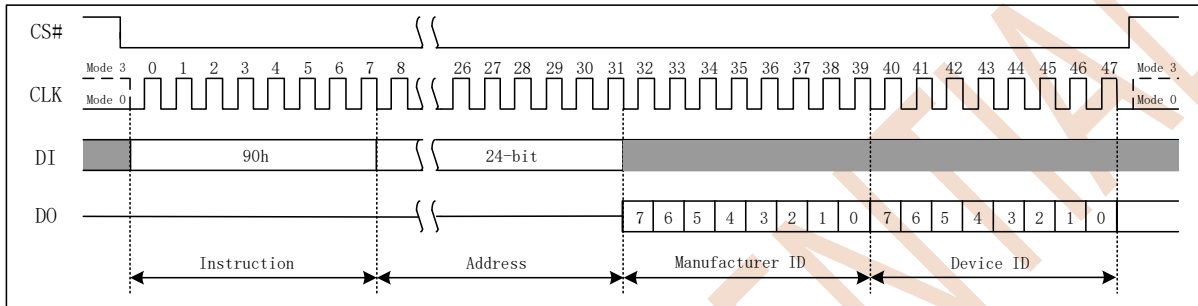 CS#
Mode 3 0 1 2 3 4 5 6 7 8 26 27 28 29 30 31 32 33 34 35 36 37 38 39 40 41 42 43 44 45 46 47 Mode 3
CLK
Mode 0 Mode 0
DI 90h 24-bit
DO 7 6 5 4 3 2 1 0 7 6 5 4 3 2 1 0
Instruction Address Manufacturer ID Device ID